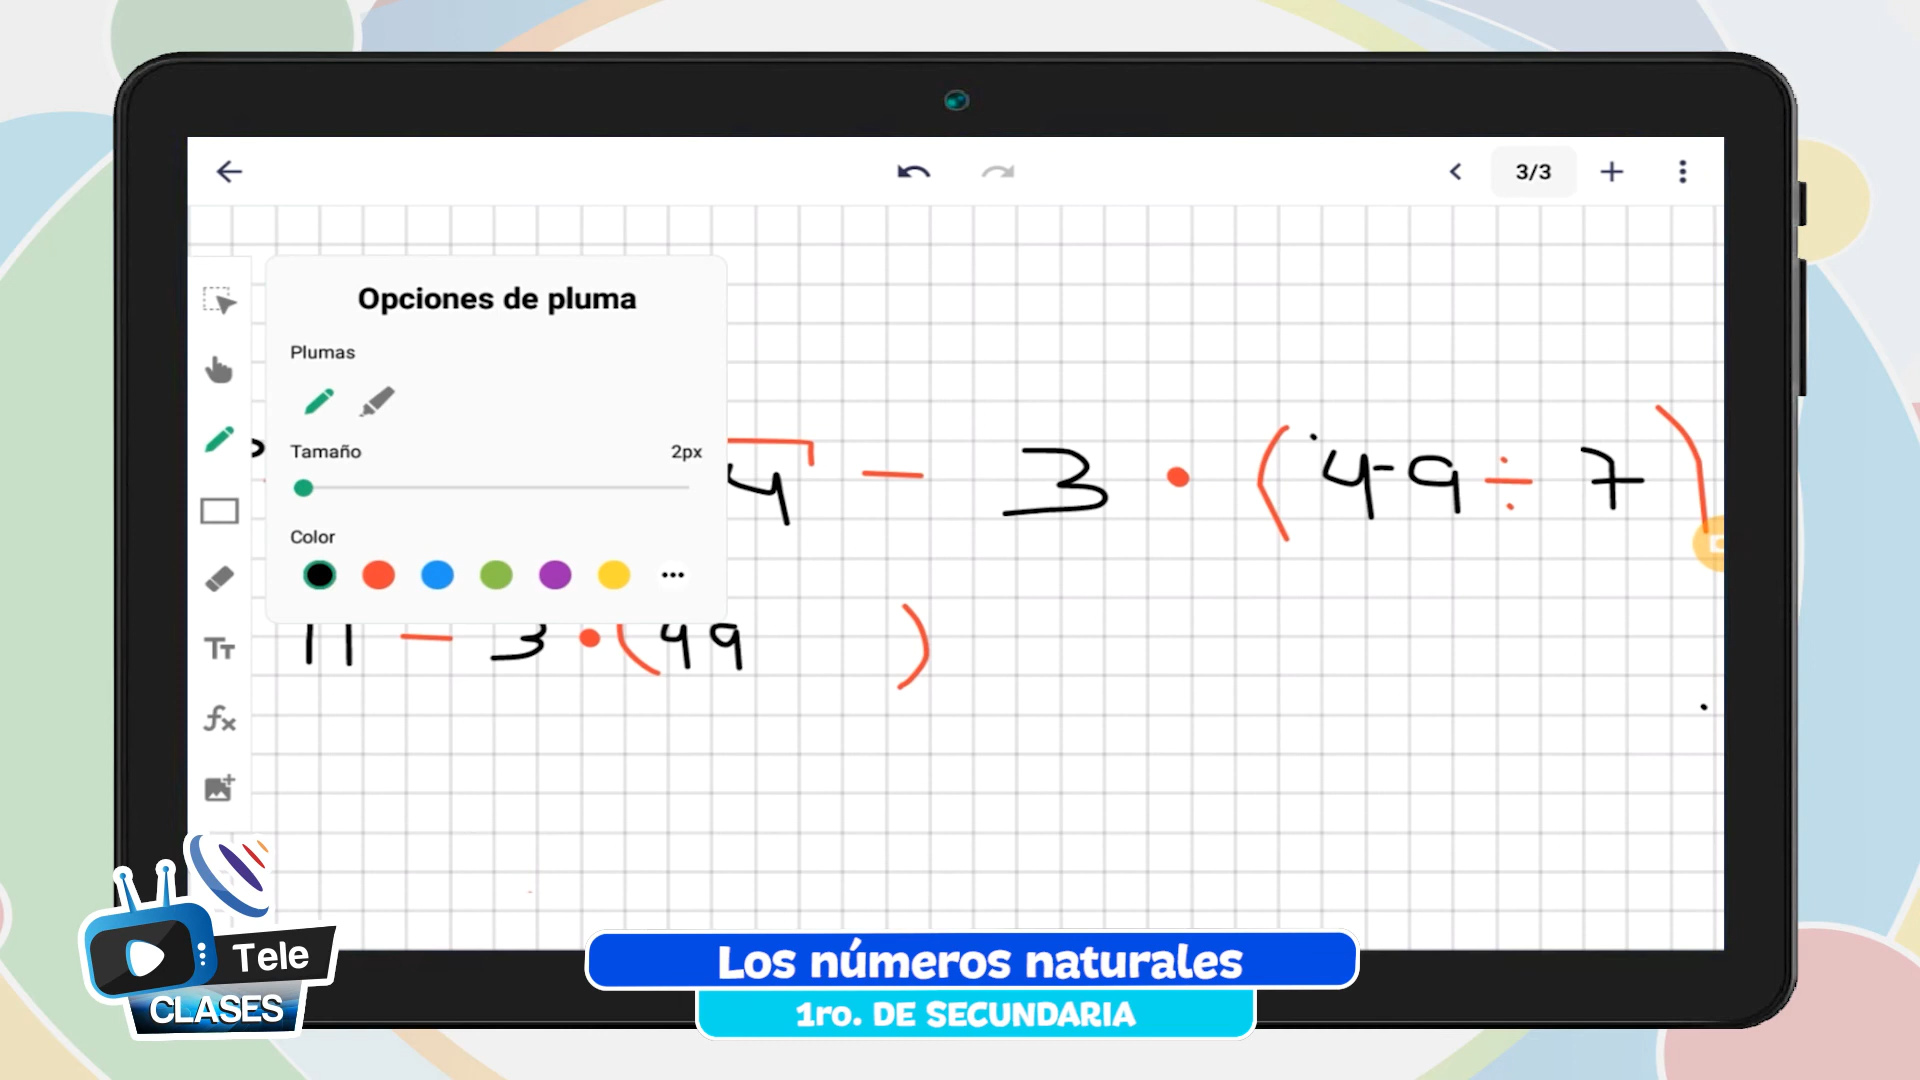 3/3
Opciones de pluma
Plumas
Tamaño 2px
Color
4 - 3 • ( 49 ÷ 7 )
11 - 3 • ( 49 )
Tele
CLASES
Los números naturales
1ro. DE SECUNDARIA